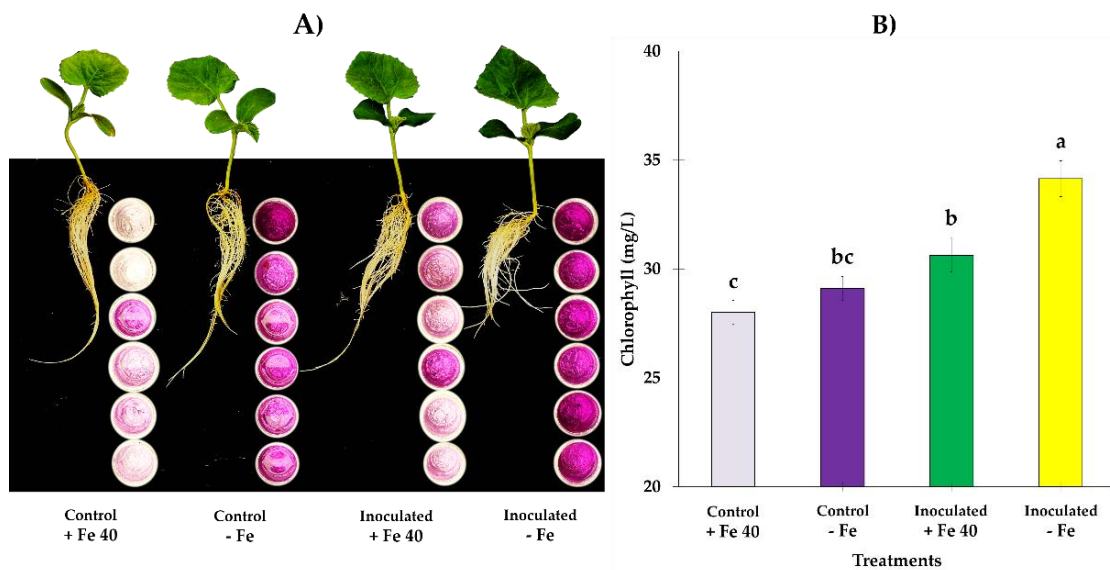 A)
Control
+ Fe 40
Control
- Fe
Inoculated
+ Fe 40
Inoculated
- Fe
B)
Chlorophyll (mg/L)
40
35
30
25
20
c
bc
b
a
Control
+ Fe 40
Control
- Fe
Inoculated
+ Fe 40
Inoculated
- Fe
Treatments